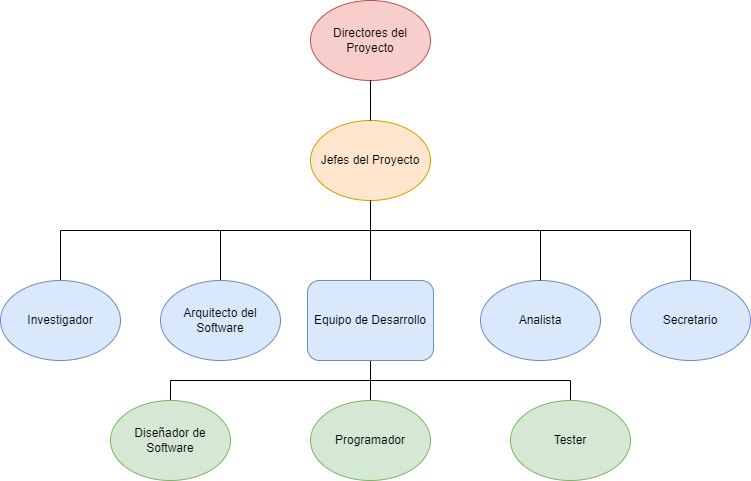 Directores del
Proyecto
Jefes del Proyecto
Investigador
Arquitecto del
Software
Equipo de Desarrollo
Analista
Secretario
Diseñador de
Software
Programador
Tester